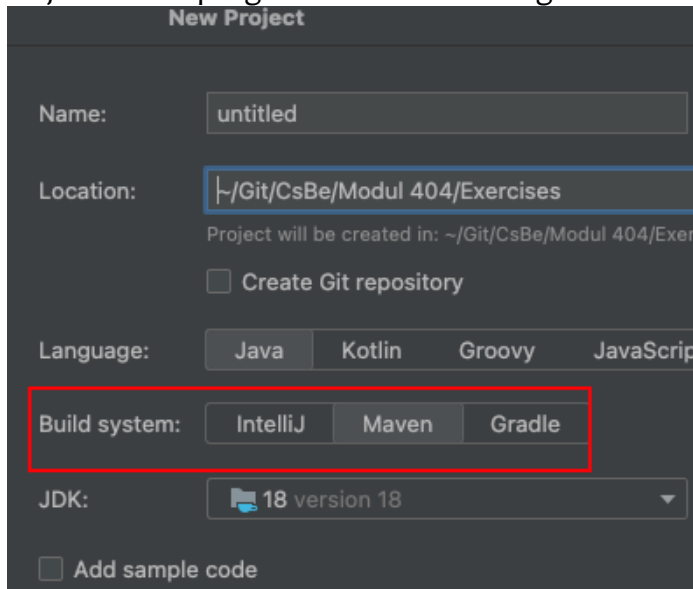 New Project
Name: untitled
Location: ~/Git/CsBe/Modul 404/Exercises
Project will be created in: ~/Git/CsBe/Modul 404/Exer
Create Git repository
Language: Java Kotlin Groovy JavaScrip
Build system: IntelliJ Maven Gradle
JDK: 18 version 18
Add sample code